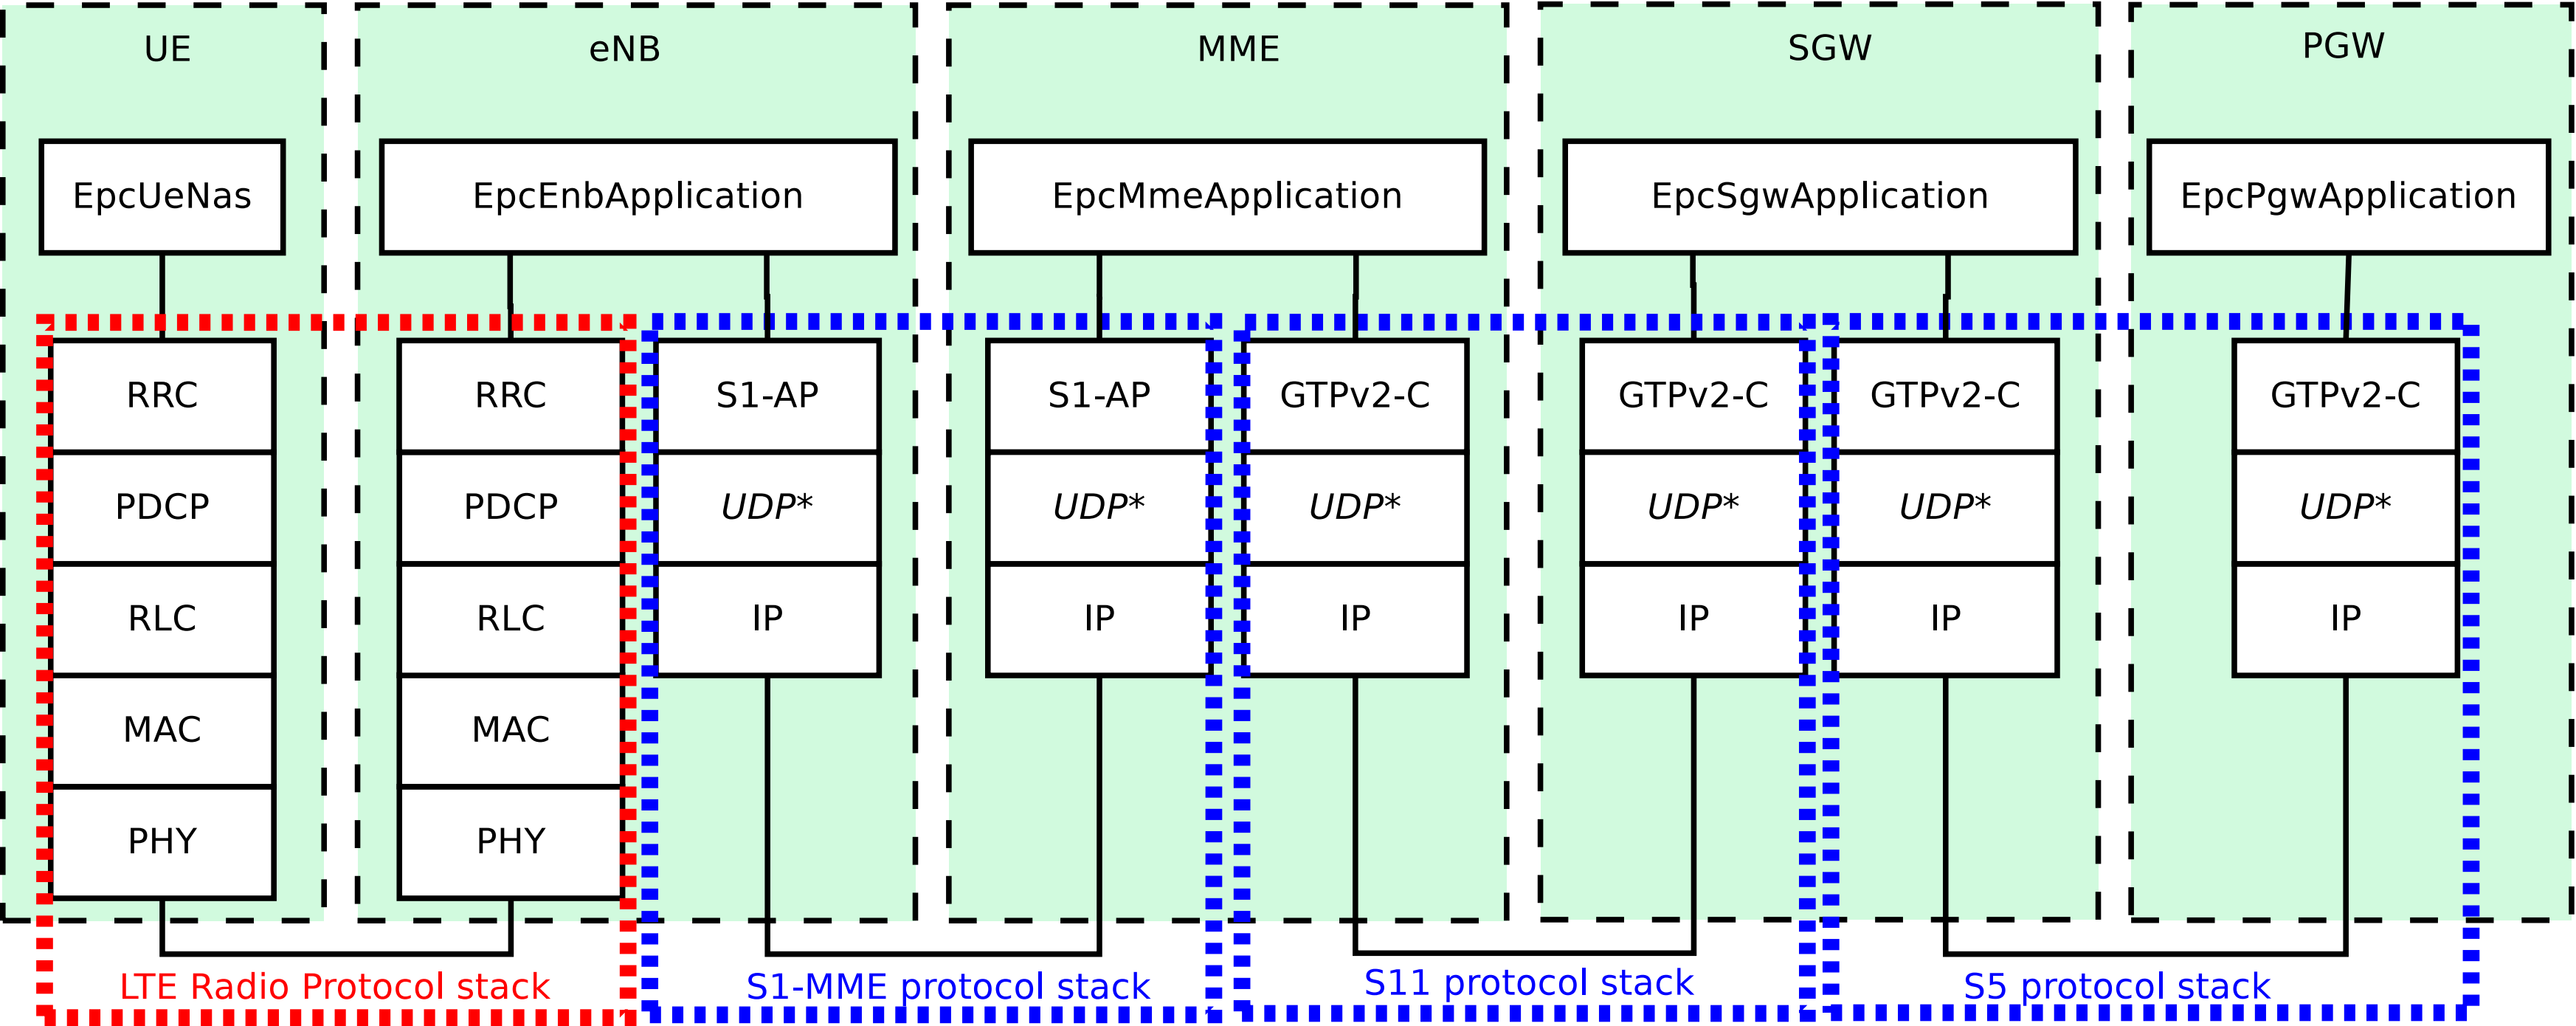 UE
eNB
MME
SGW
PGW
EpcUeNas
EpcEnbApplication
EpcMmeApplication
EpcSgwApplication
EpcPgwApplication
RRC
RRC
S1-AP
S1-AP
GTPv2-C
GTPv2-C
GTPv2-C
GTPv2-C
PDCP
PDCP
UDP*
UDP*
UDP*
UDP*
UDP*
UDP*
RLC
RLC
IP
IP
IP
IP
IP
IP
MAC
MAC
PHY
PHY
LTE Radio Protocol stack
S1-MME protocol stack
S11 protocol stack
S5 protocol stack